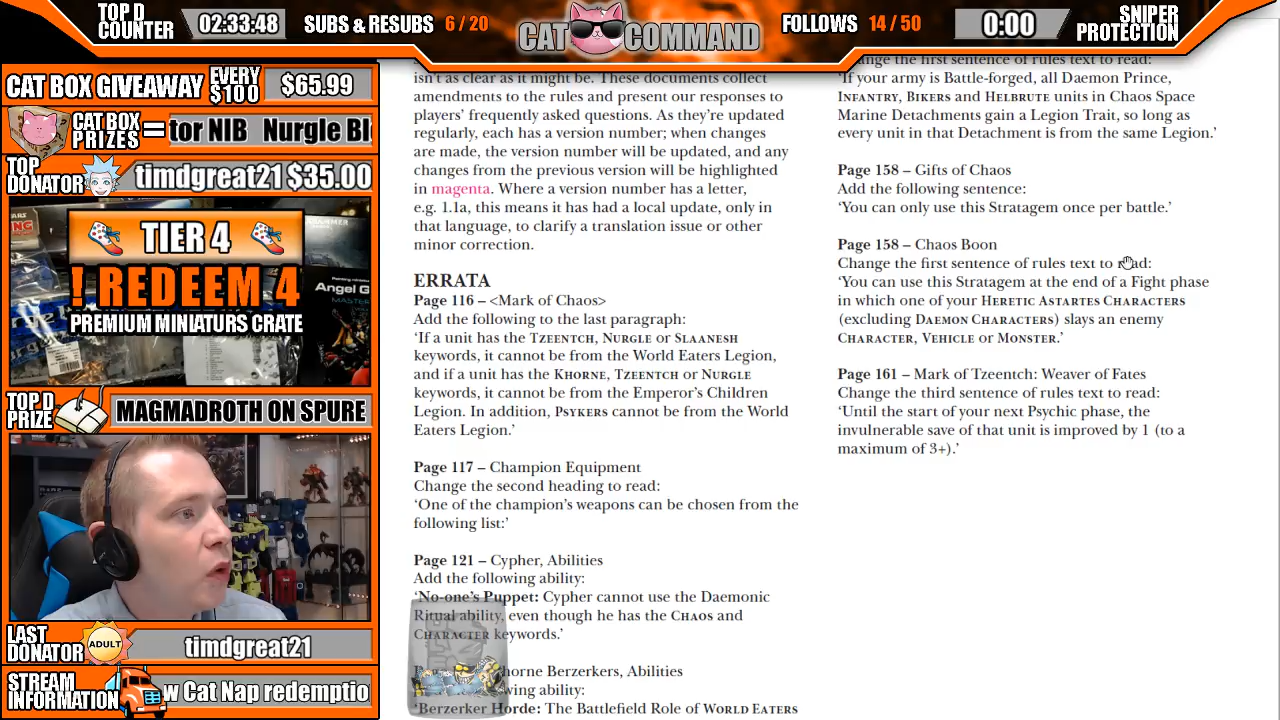 TOP D
COUNTER
02:33:48
SUBS & RESUBS 6 / 20
CAT COMMAND
FOLLOWS 14 / 50
0:00
SNIPER
PROTECTION
CAT BOX GIVEAWAY
EVERY
$100
$65.99
CAT BOX
PRIZES
=
tor NIB Nurgle Bl
TOP
DONATOR
timdgreat21 $35.00
TIER 4
! REDEEM 4
PREMIUM MINIATURS CRATE
TOP D
PRIZE
MAGMADROTH ON SPURE
LAST
DONATOR
ADULT
timdgreat21
STREAM
INFORMATION
w Cat Nap redemptio
isn't as clear as it might be. These documents collect
amendments to the rules and present our responses to
players' frequently asked questions. As they're updated
regularly, each has a version number; when changes
are made, the version number will be updated, and any
changes from the previous version will be highlighted
in magenta. Where a version number has a letter,
e.g. 1.1a, this means it has had a local update, only in
that language, to clarify a translation issue or other
minor correction.
ERRATA
Page 116 – <Mark of Chaos>
Add the following to the last paragraph:
'If a unit has the TZEENTCH, NURGLE or SLAANESH
keywords, it cannot be from the World Eaters Legion,
and if a unit has the KHORNE, TZEENTCH or NURGLE
keywords, it cannot be from the Emperor's Children
Legion. In addition, PSYKERS cannot be from the World
Eaters Legion.'
Page 117 – Champion Equipment
Change the second heading to read:
'One of the champion's weapons can be chosen from the
following list:'
Page 121 – Cypher, Abilities
Add the following ability:
'No-one's Puppet: Cypher cannot use the Daemonic
Ritual ability, even though he has the CHAOS and
CHARACTER keywords.'
horne Berzerkers, Abilities
wing ability:
'Berzerker Horde: The Battlefield Role of WORLD EATERS
change the first sentence of rules text to read:
'If your army is Battle-forged, all Daemon Prince,
INFANTRY, BIKERS and HELBRUTE units in Chaos Space
Marine Detachments gain a Legion Trait, so long as
every unit in that Detachment is from the same Legion.'
Page 158 – Gifts of Chaos
Add the following sentence:
'You can only use this Stratagem once per battle.'
Page 158 – Chaos Boon
Change the first sentence of rules text to read:
'You can use this Stratagem at the end of a Fight phase
in which one of your HERETIC ASTARTES CHARACTERS
(excluding DAEMON CHARACTERS) slays an enemy
CHARACTER, VEHICLE or MONSTER.'
Page 161 – Mark of Tzeentch: Weaver of Fates
Change the third sentence of rules text to read:
'Until the start of your next Psychic phase, the
invulnerable save of that unit is improved by 1 (to a
maximum of 3+).'